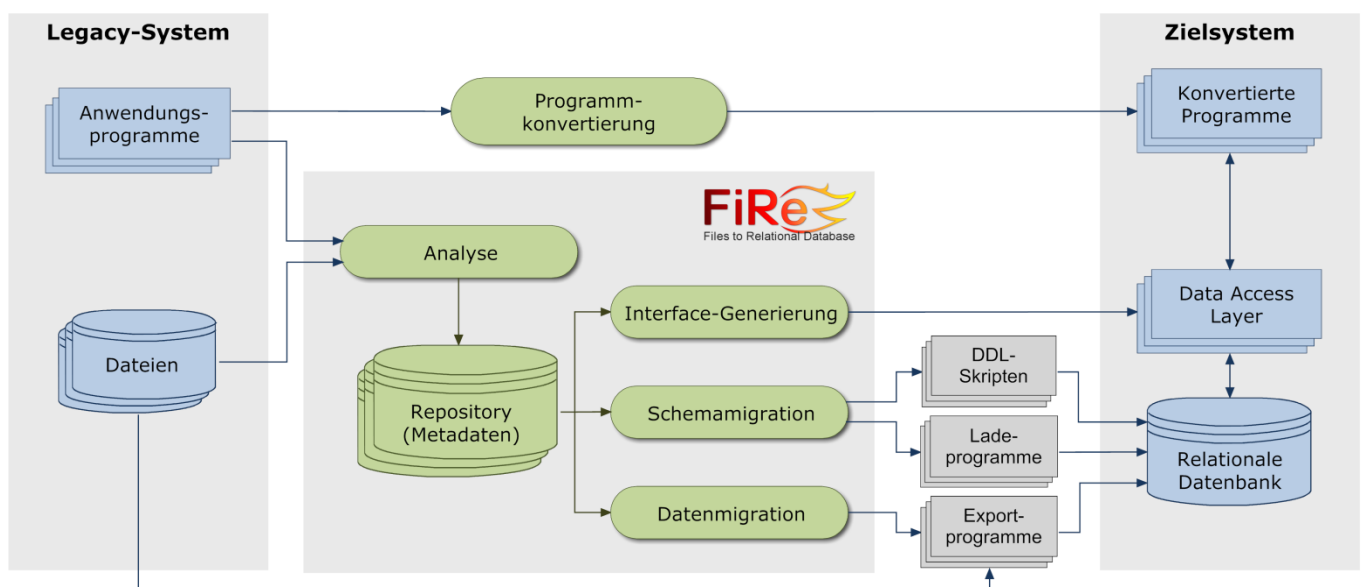 Legacy-System
Zielsystem
Anwendungs-
programme
Programm-
konvertierung
Konvertierte
Programme
FiRe
Files to Relational Database
Analyse
Dateien
Repository
(Metadaten)
Interface-Generierung
Data Access
Layer
Schemamigration
DDL-
Skripten
Lade-
programme
Relationale
Datenbank
Datenmigration
Export-
programme